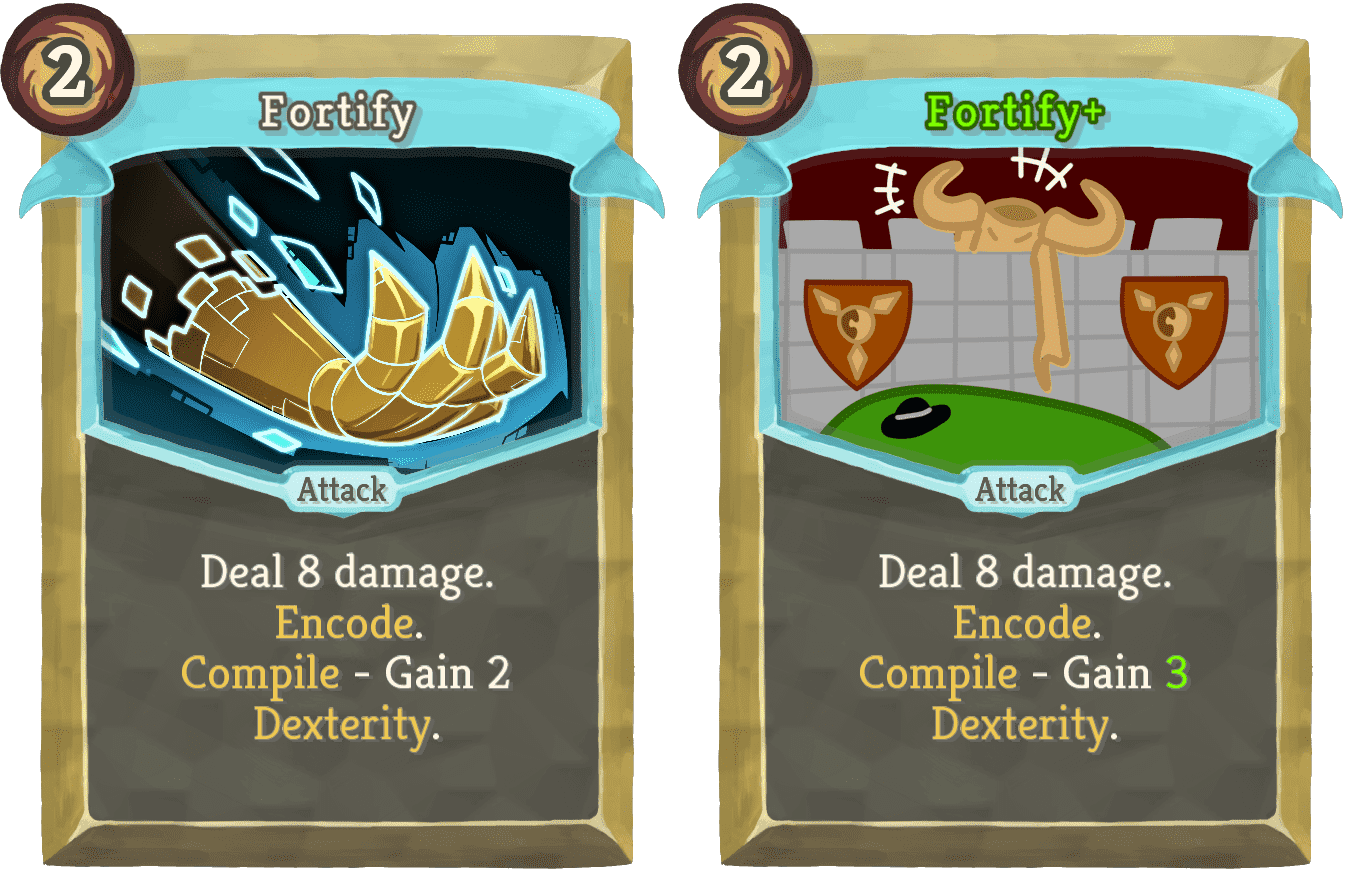 2
Fortify
Attack
Deal 8 damage.
Encode.
Compile - Gain 2
Dexterity.
2
Fortify+
Attack
Deal 8 damage.
Encode.
Compile - Gain 3
Dexterity.